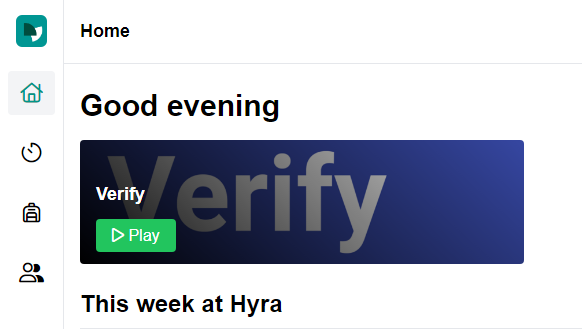 Home
Good evening
Verify
Verify
Play
This week at Hyra